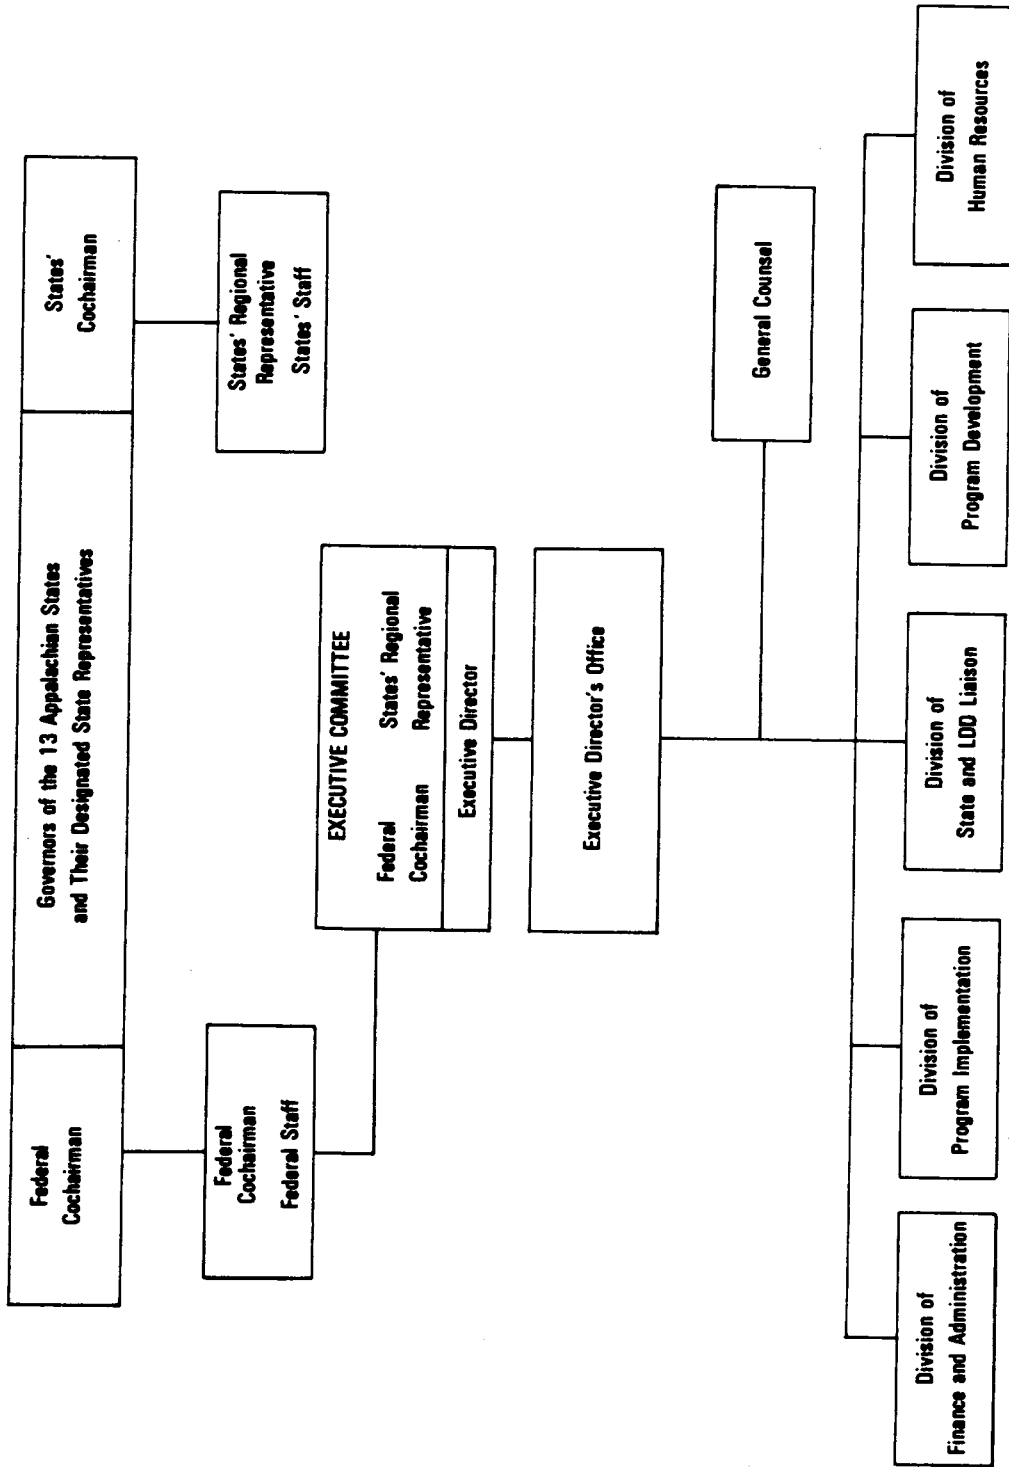 Federal
Cochairman
Governors of the 13 Appalachian States
and Their Designated State Representatives
States'
Cochairman
Federal
Cochairman
Federal Staff
States' Regional
Representative
States' Staff
EXECUTIVE COMMITTEE
Federal
Cochairman
States' Regional
Representative
Executive Director
Executive Director's Office
General Counsel
Division of
Finance and Administration
Division of
Program Implementation
Division of
State and LDD Liaison
Division of
Program Development
Division of
Human Resources